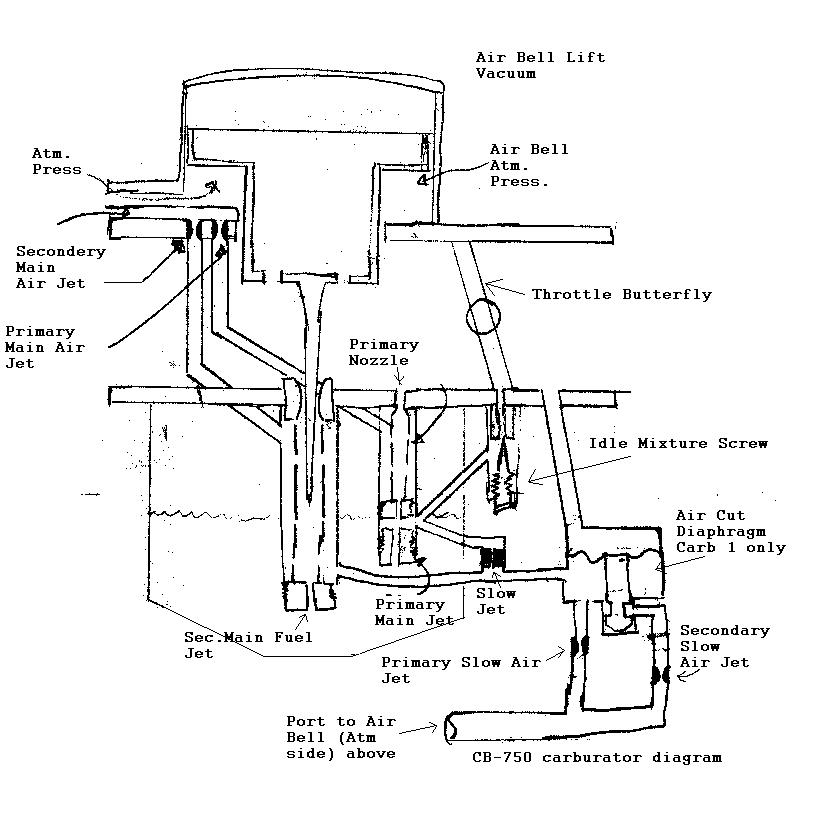 Air Bell Lift
Vacuum
Atm.
Press
Air Bell
Atm.
Press.
Secondery
Main
Air Jet
Throttle Butterfly
Primary
Main Air
Jet
Primary
Nozzle
Idle Mixture Screw
Air Cut
Diaphragm
Carb 1 only
Slow
Jet
Primary
Main Jet
Sec.Main Fuel
Jet
Secondary
Slow
Air Jet
Primary Slow Air
Jet
Port to Air
Bell (Atm
side) above
CB-750 carburator diagram